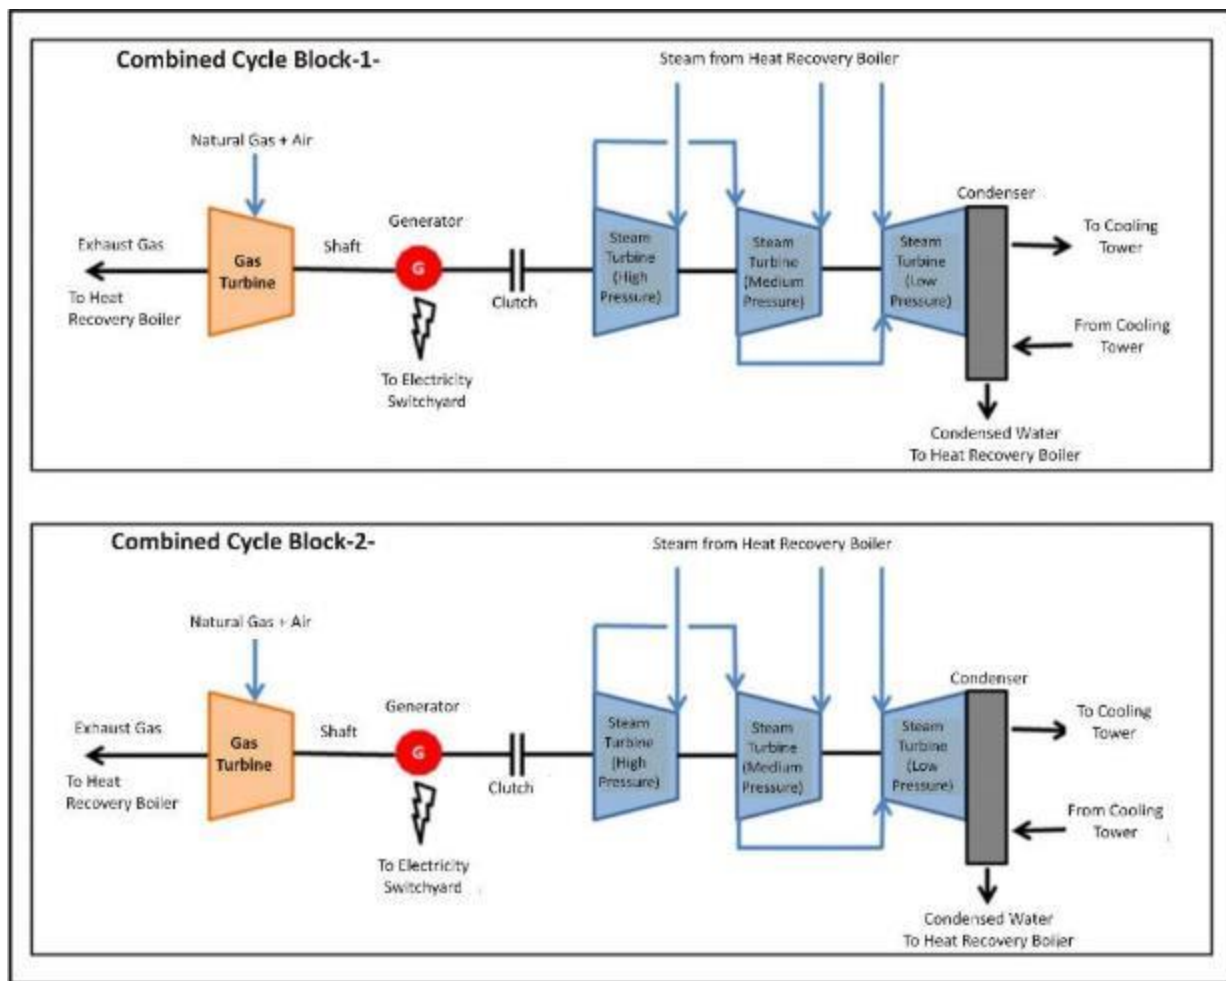 Combined Cycle Block-1-
Steam from Heat Recovery Boiler
Natural Gas + Air
Condenser
Generator
To Cooling
Tower
Exhaust Gas
Shaft
G
Gas
Turbine
Steam
Turbine
(High
Pressure)
Steam
Turbine
(Medium
Pressure)
Steam
Turbine
(Low
Pressure)
To Heat
Recovery Boiler
Clutch
From Cooling
Tower
To Electricity
Switchyard
Condensed Water
To Heat Recovery Boiler
Combined Cycle Block-2-
Steam from Heat Recovery Boiler
Natural Gas + Air
Condenser
Generator
To Cooling
Tower
Exhaust Gas
Shaft
G
Gas
Turbine
Steam
Turbine
(High
Pressure)
Steam
Turbine
(Medium
Pressure)
Steam
Turbine
(Low
Pressure)
To Heat
Recovery Boiler
Clutch
From Cooling
Tower
To Electricity
Switchyard
Condensed Water
To Heat Recovery Boiler